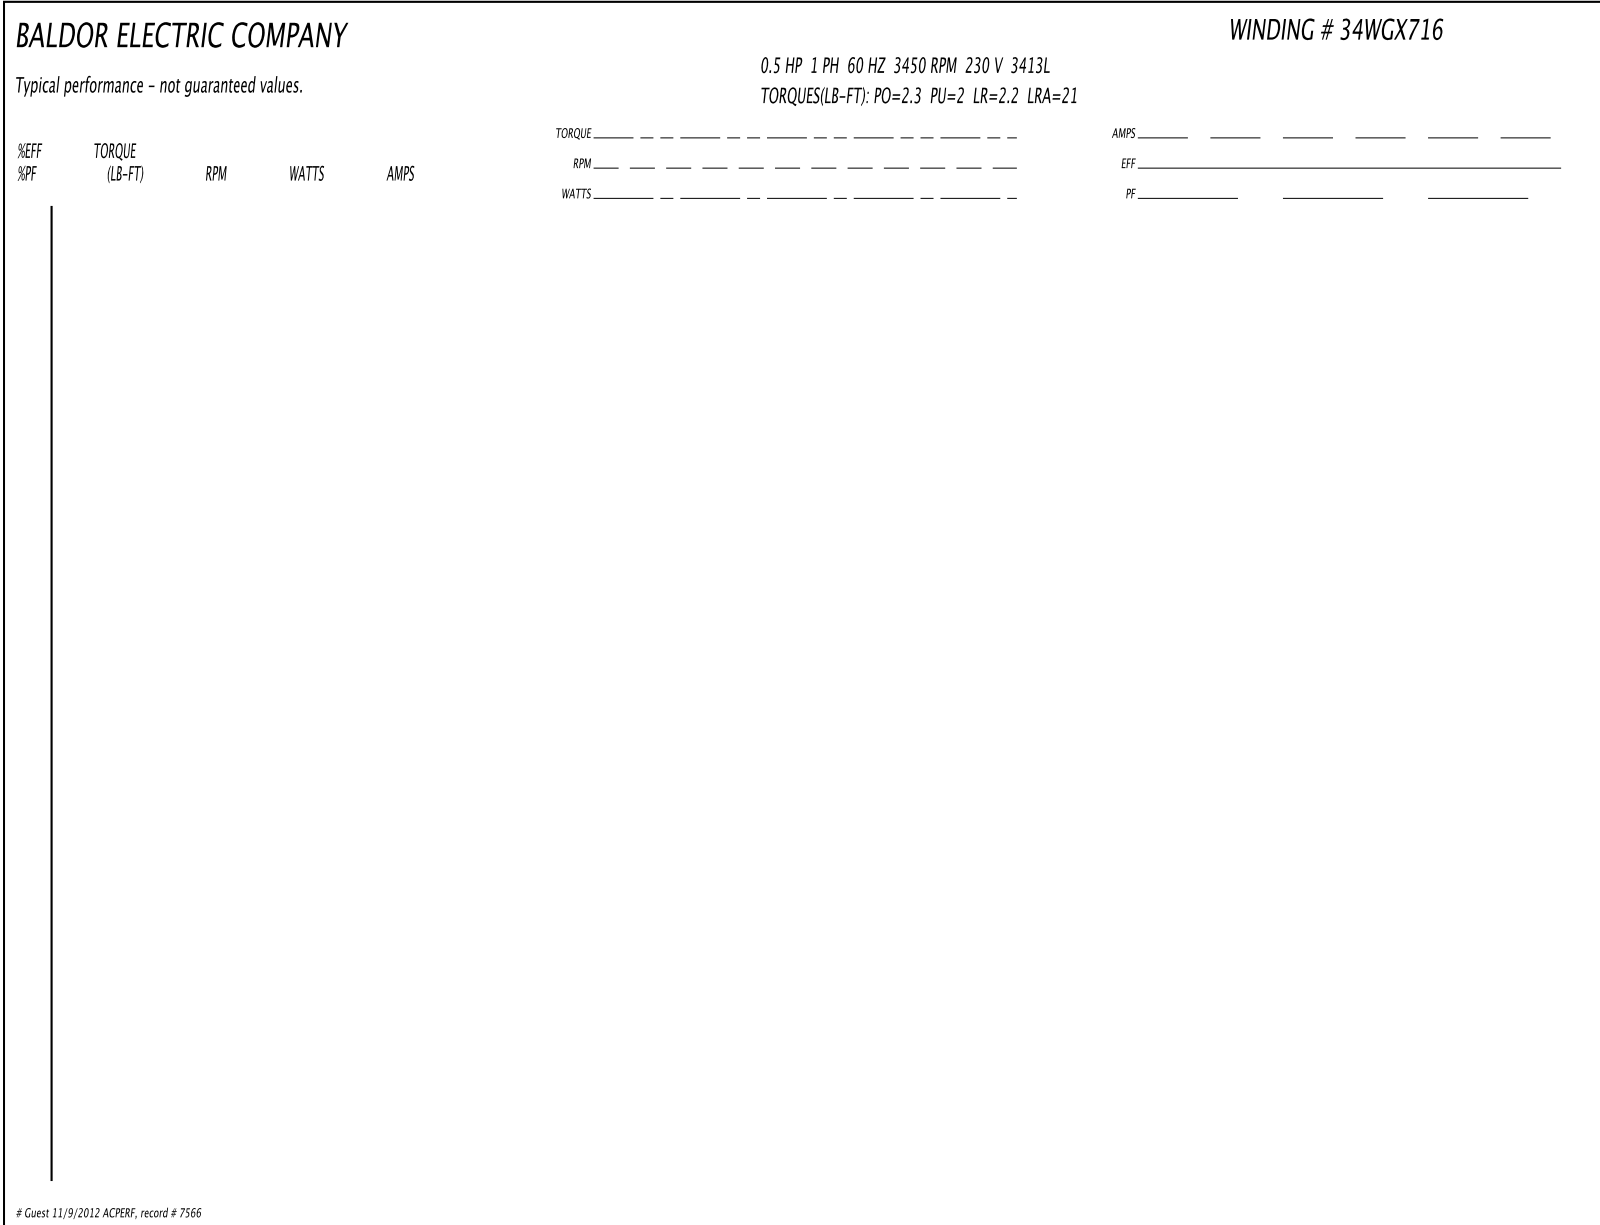 BALDOR ELECTRIC COMPANY
WINDING # 34WGX716
Typical performance – not guaranteed values.
0.5 HP 1 PH 60 HZ 3450 RPM 230 V 3413L
TORQUES(LB–FT): PO=2.3 PU=2 LR=2.2 LRA=21
%EFF TORQUE
%PF (LB–FT) RPM WATTS AMPS
TORQUE
RPM
WATTS
AMPS
EFF
PF
# Guest 11/9/2012 ACPERF, record # 7566